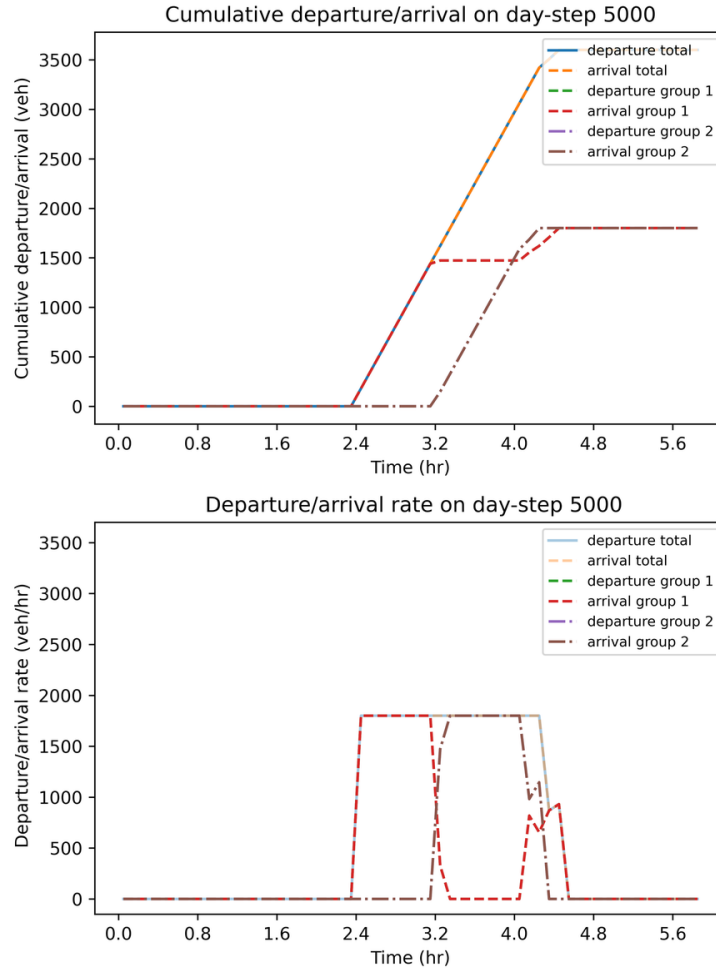 Cumulative departure/arrival on day-step 5000
Cumulative departure/arrival (veh)
3500
3000
2500
2000
1500
1000
500
0
departure total
arrival total
departure group 1
arrival group 1
departure group 2
arrival group 2
0.0 0.8 1.6 2.4 3.2 4.0 4.8 5.6
Time (hr)
Departure/arrival rate on day-step 5000
Departure/arrival rate (veh/hr)
3500
3000
2500
2000
1500
1000
500
0
departure total
arrival total
departure group 1
arrival group 1
departure group 2
arrival group 2
0.0 0.8 1.6 2.4 3.2 4.0 4.8 5.6
Time (hr)